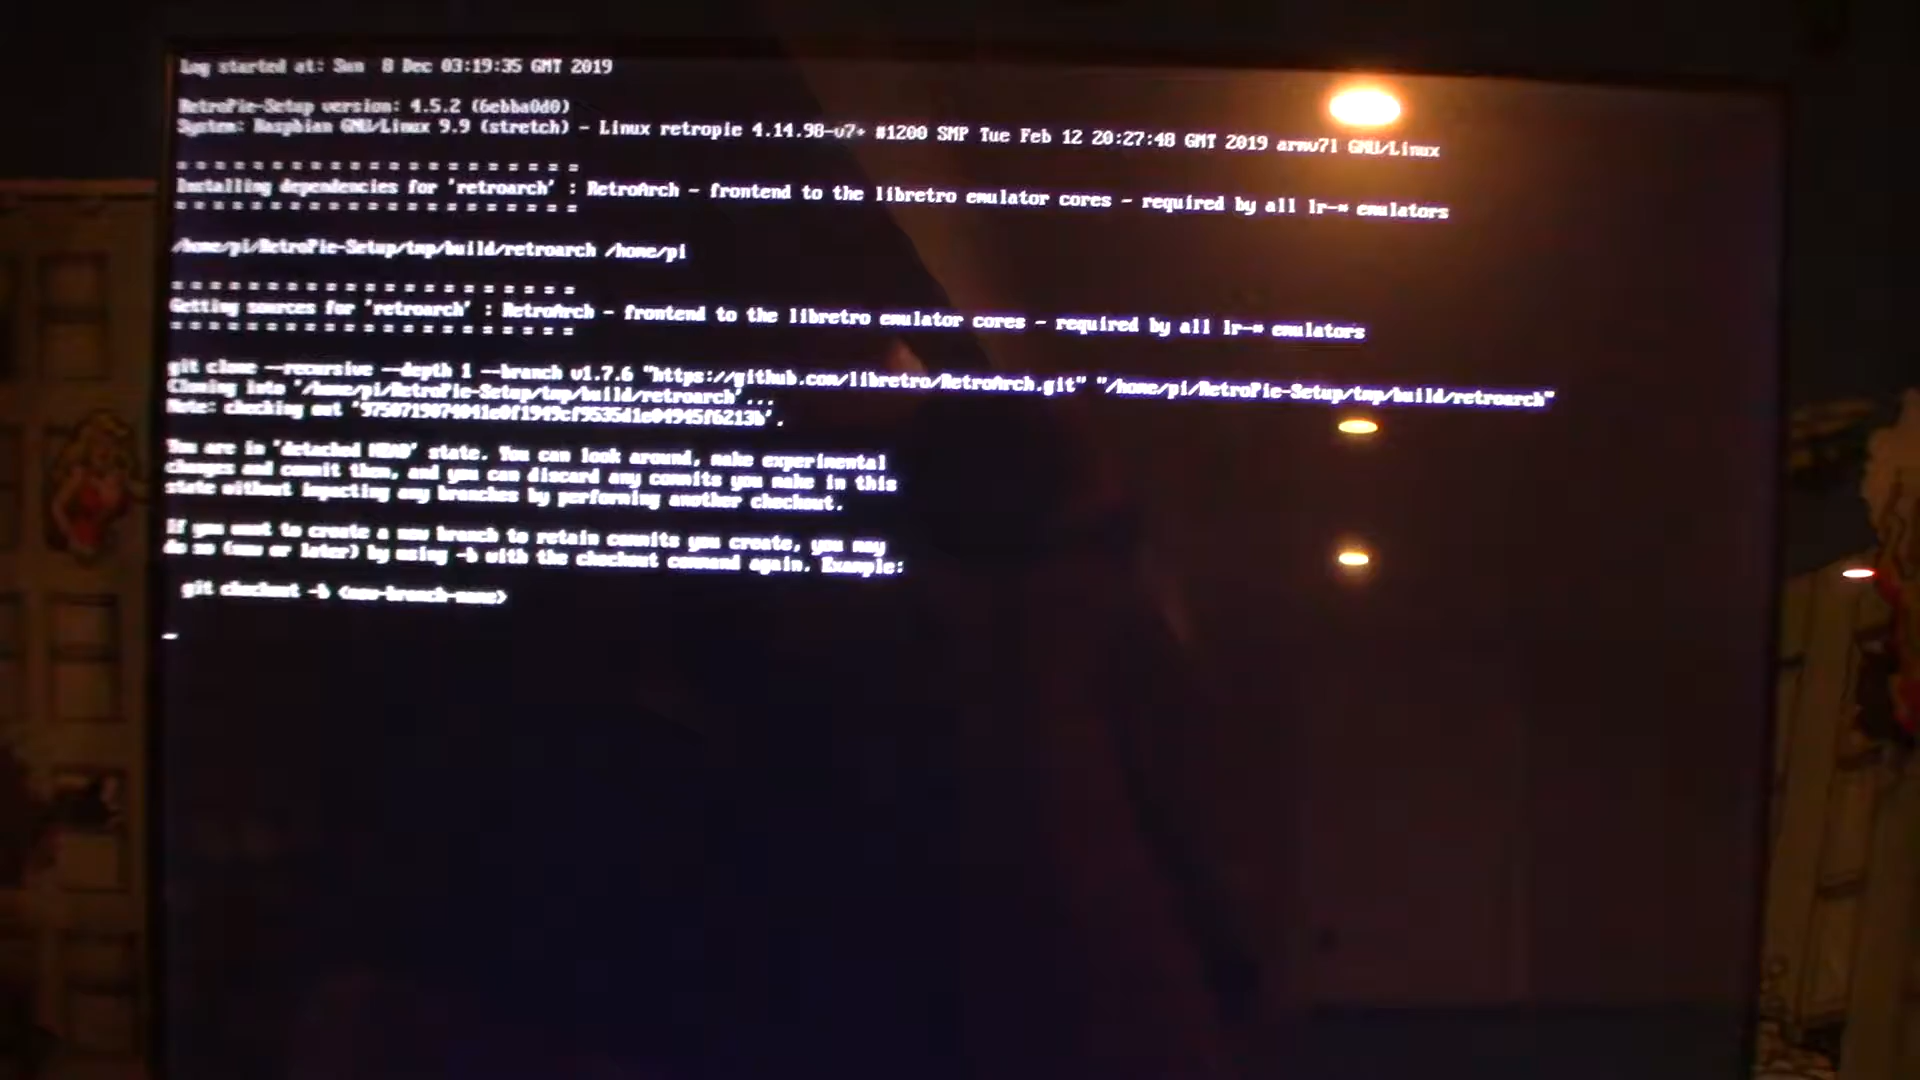 Log started at: Sun  8 Dec 03:19:35 GMT 2019
RetroPie-Setup version: 4.5.2 (6ebba0d0)
System: Raspbian GNU/Linux 9.9 (stretch) - Linux retropie 4.14.98-v7+ #1200 SMP Tue Feb 12 20:27:48 GMT 2019 armv7l GNU/Linux
= = = = = = = = = = = = = = = = = = = = =
Installing dependencies for 'retroarch' : RetroArch - frontend to the libretro emulator cores - required by all lr-* emulators
= = = = = = = = = = = = = = = = = = = = =
/home/pi/RetroPie-Setup/tmp/build/retroarch /home/pi
= = = = = = = = = = = = = = = = = = = = =
Getting sources for 'retroarch' : RetroArch - frontend to the libretro emulator cores - required by all lr-* emulators
= = = = = = = = = = = = = = = = = = = = =
git clone --recursive --depth 1 --branch v1.7.6 "https://github.com/libretro/RetroArch.git" "/home/pi/RetroPie-Setup/tmp/build/retroarch"
Cloning into '/home/pi/RetroPie-Setup/tmp/build/retroarch'...
Note: checking out
You are in 'detached HEAD' state. You can look around, make experimental
changes and commit them, and you can discard any commits you make in this
state without impacting any branches by performing another checkout.
If you want to create a new branch to retain commits you create, you may
do so (now or later) by using -b with the checkout command again. Example:
git checkout -b <new-branch-name>